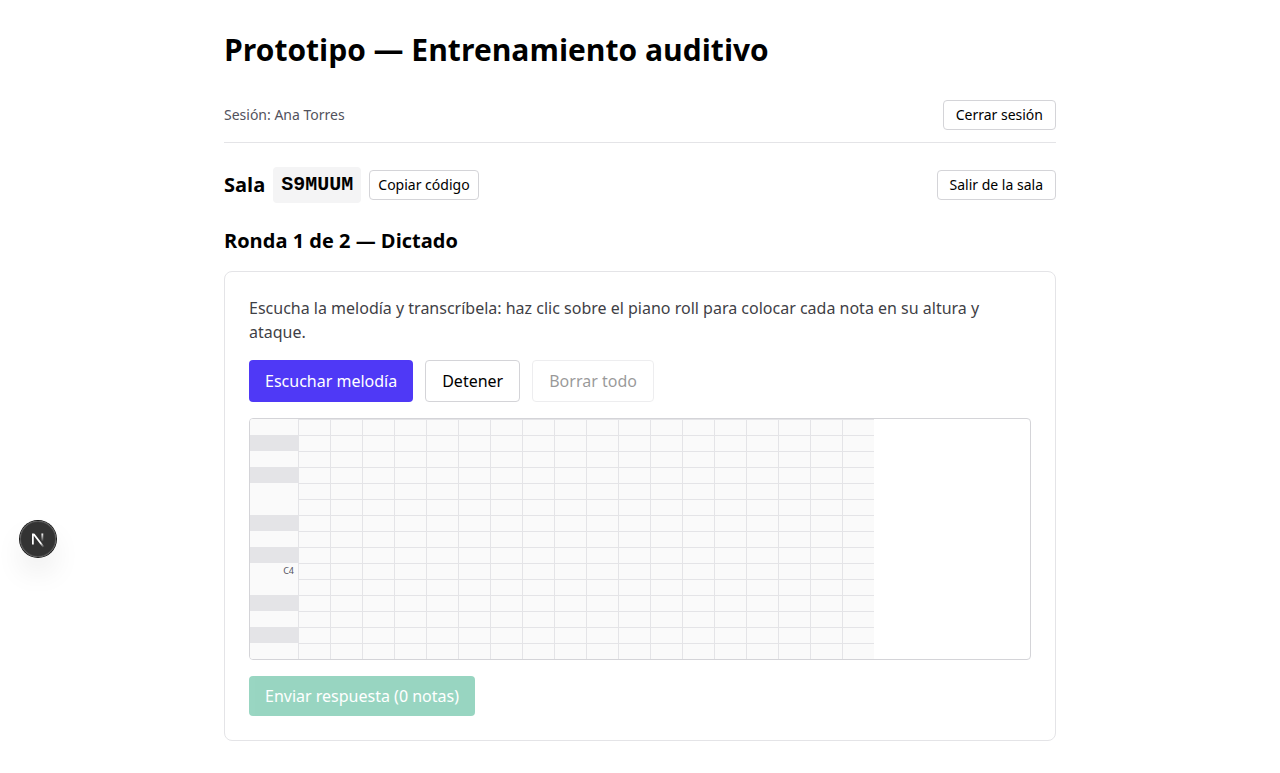 Prototipo — Entrenamiento auditivo
Sesión: Ana Torres
Cerrar sesión
Sala S9MUUM Copiar código
Salir de la sala
Ronda 1 de 2 — Dictado
Escucha la melodía y transcríbela: haz clic sobre el piano roll para colocar cada nota en su altura y
ataque.
Escuchar melodía
Detener
Borrar todo
C4
N
Enviar respuesta (0 notas)